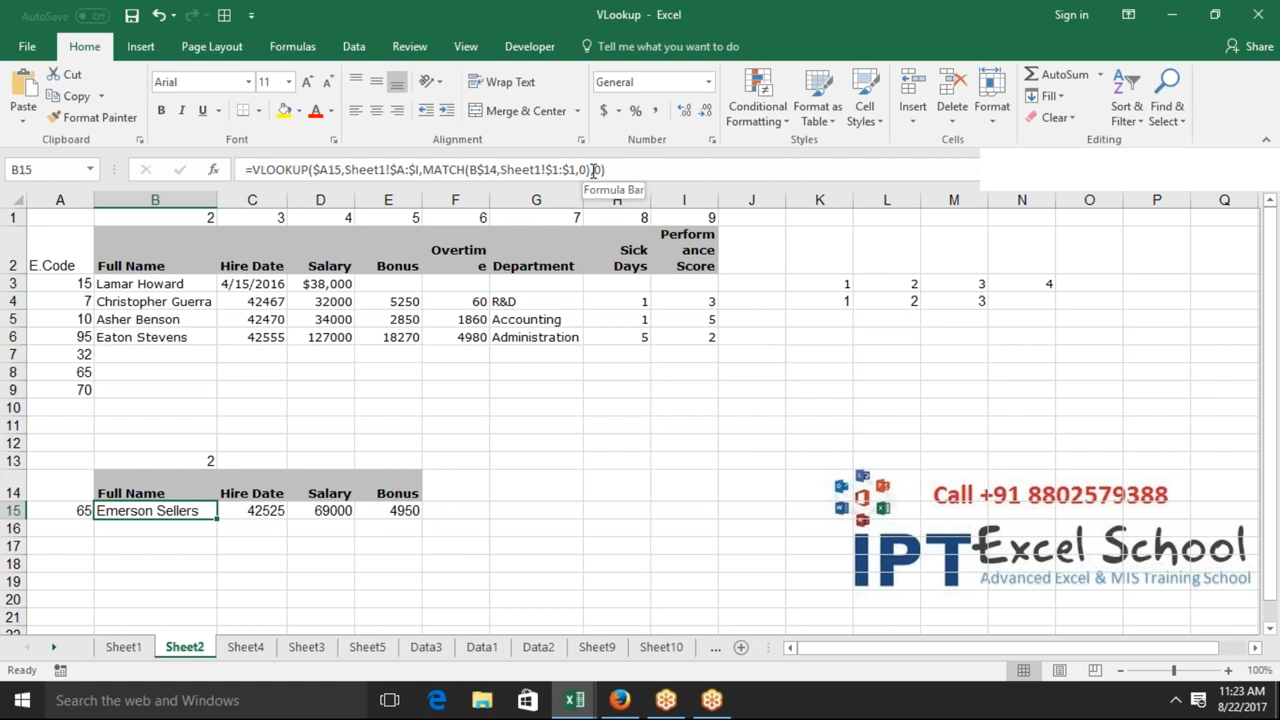 AutoSave Off VLookup - Excel Sign in
File Home Insert Page Layout Formulas Data Review View Developer Tell me what you want to do Share
Paste Cut Copy Format Painter
Arial 11 A A B I U A
Wrap Text Merge & Center
General $ % ,
Conditional Formatting Format as Table Cell Styles
Insert Delete Format
AutoSum Fill Clear Sort & Filter Find & Select
Clipboard Font Alignment Number Styles Cells Editing
B15 fx =VLOOKUP($A15,Sheet1!$A:$I,MATCH(B$14,Sheet1!$1:$1,0),0)
Formula Bar
A B C D E F G H I J K L M N O P Q
1 2 3 4 5 6 7 8 9
2 E.Code Full Name Hire Date Salary Bonus Overtime Department Sick Days Performance Score
3 15 Lamar Howard 4/15/2016 $38,000 1 2 3 4
4 7 Christopher Guerra 42467 32000 5250 60 R&D 1 3 1 2 3
5 10 Asher Benson 42470 34000 2850 1860 Accounting 1 5
6 95 Eaton Stevens 42555 127000 18270 4980 Administration 5 2
7 32
8 65
9 70
10
11
12
13 2
14 Full Name Hire Date Salary Bonus
15 65 Emerson Sellers 42525 69000 4950
16
17
18
19
20
21
Call +91 8802579388
IPT Excel School
Advanced Excel & MIS Training School
Sheet1 Sheet2 Sheet4 Sheet3 Sheet5 Data3 Data1 Data2 Sheet9 Sheet10 ...
Ready 100%
Search the web and Windows 11:23 AM
8/22/2017